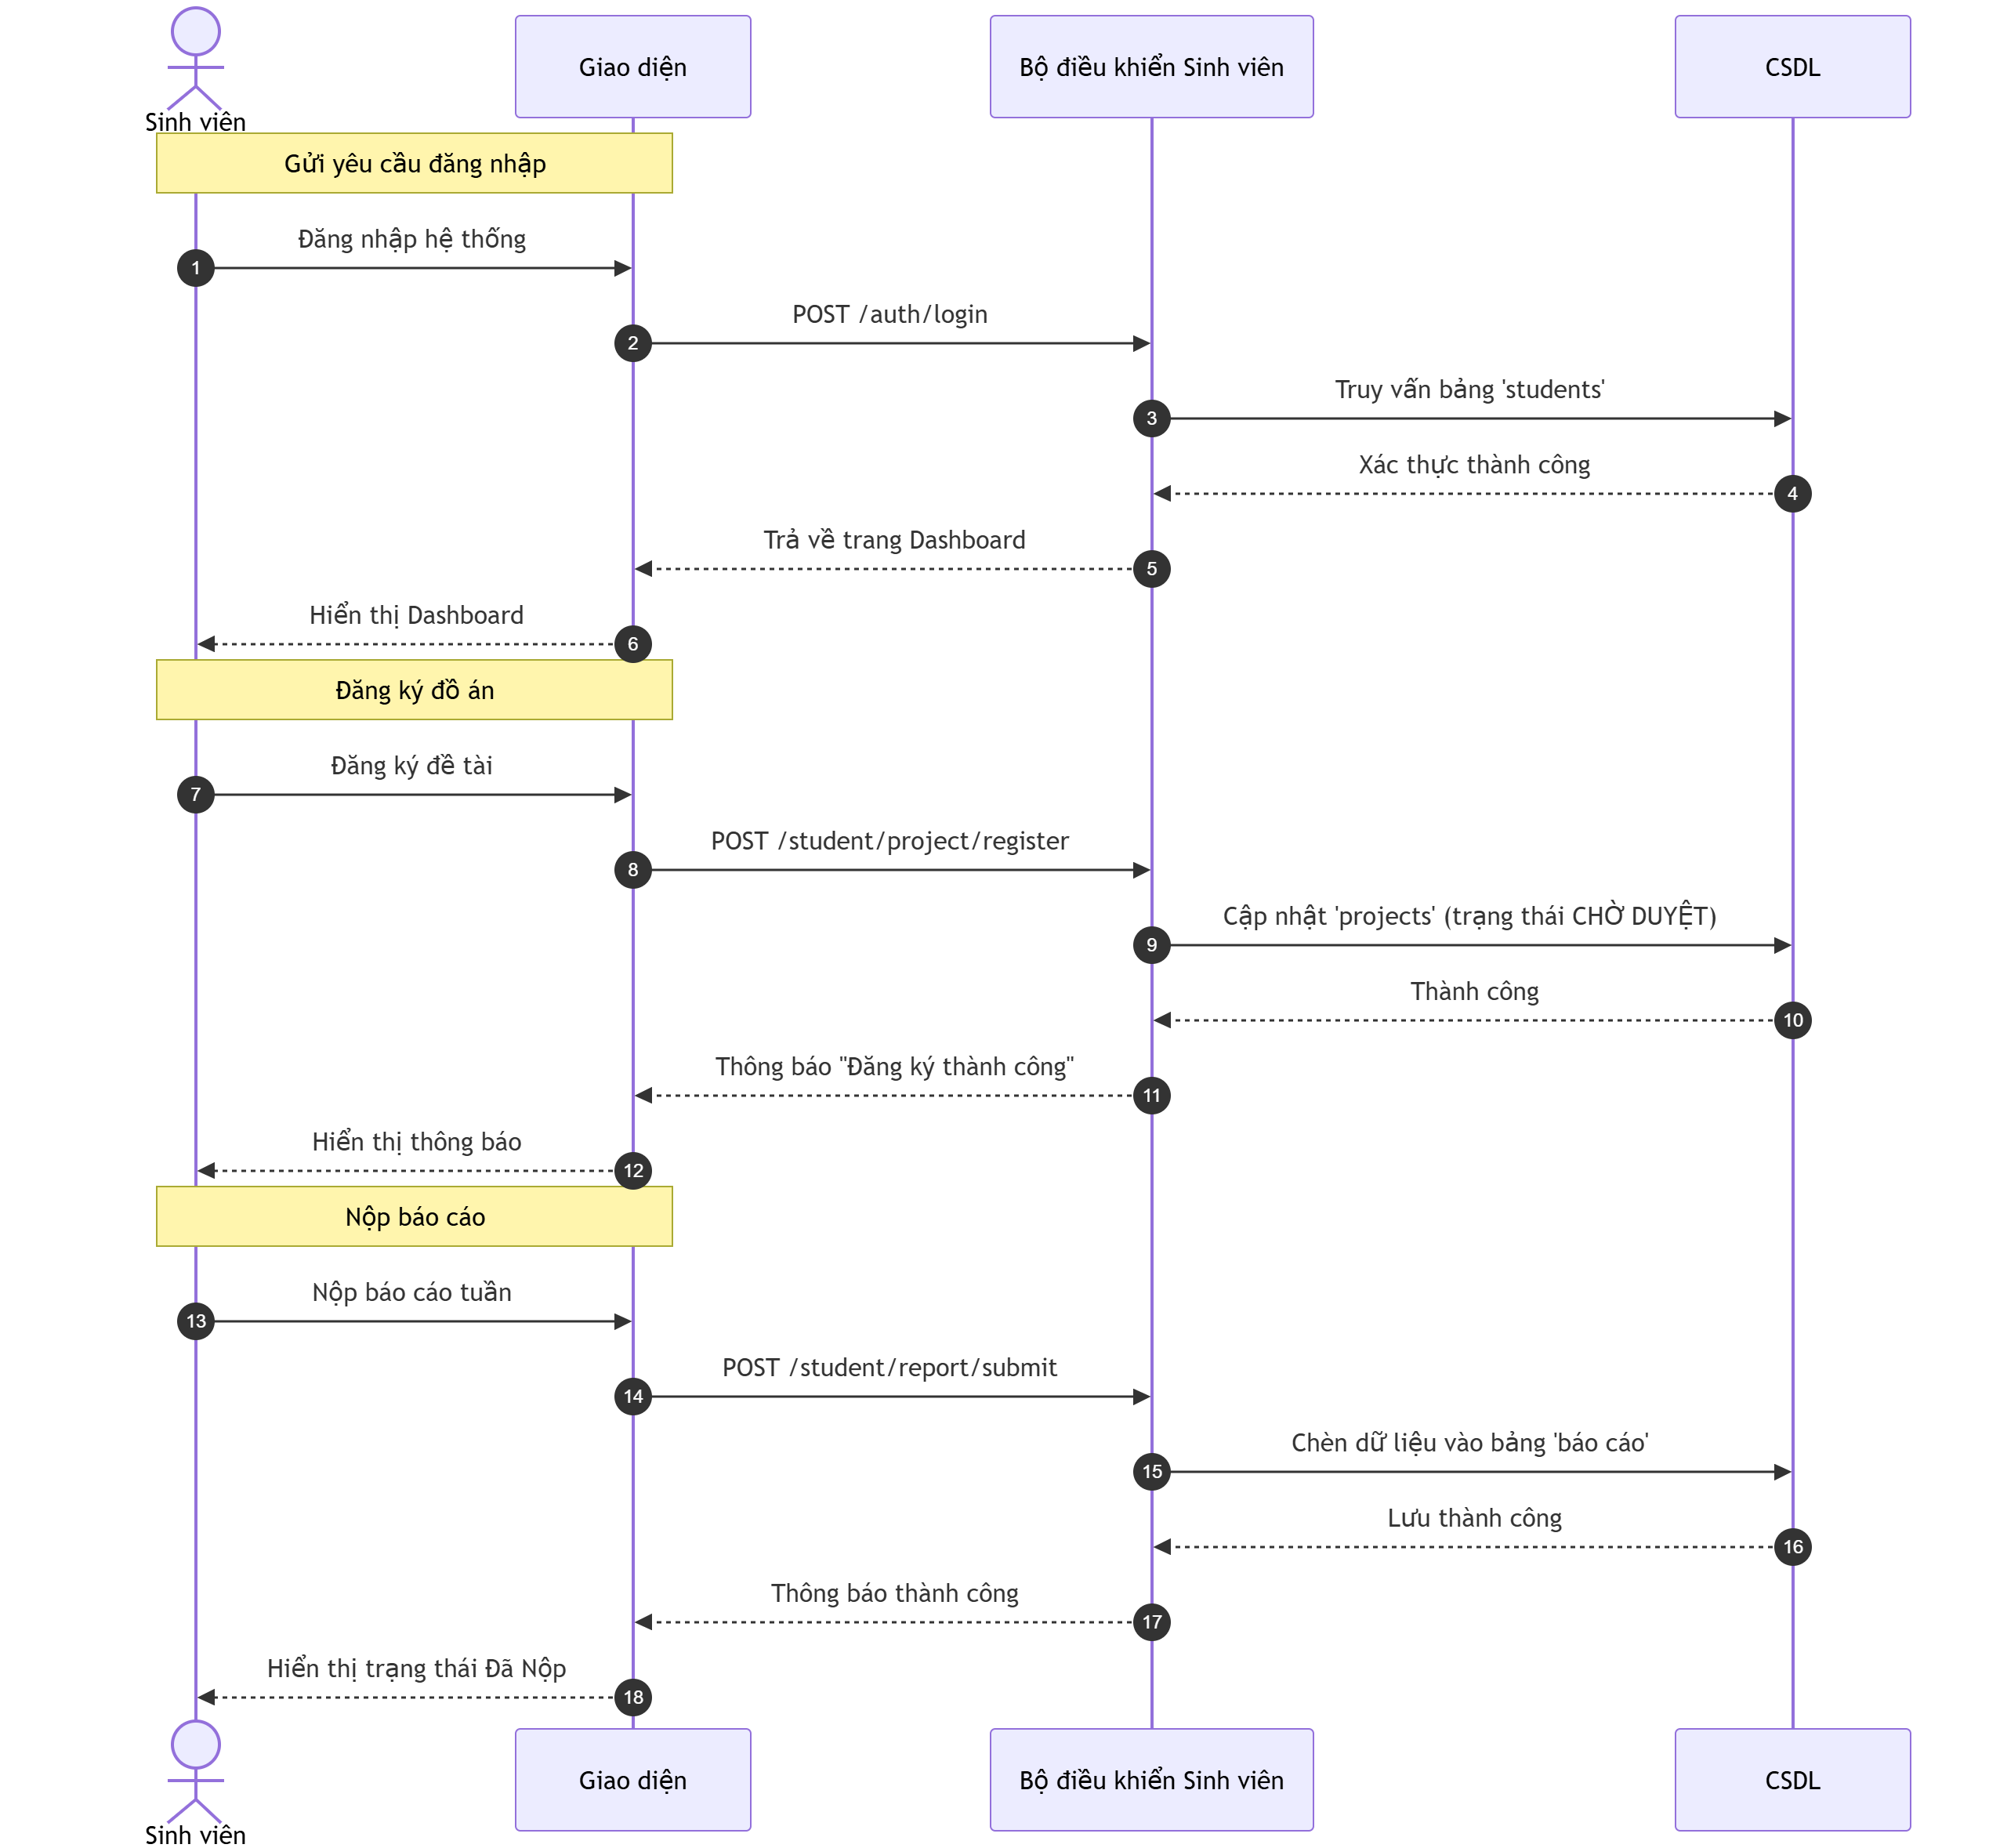 Sinh viên
Giao diện
Bộ điều khiển Sinh viên
CSDL
Gửi yêu cầu đăng nhập
Đăng nhập hệ thống
1
POST /auth/login
2
Truy vấn bảng 'students'
3
Xác thực thành công
4
Trả về trang Dashboard
5
Hiển thị Dashboard
6
Đăng ký đồ án
Đăng ký đề tài
7
POST /student/project/register
8
Cập nhật 'projects' (trạng thái CHỜ DUYỆT)
9
Thành công
10
Thông báo "Đăng ký thành công"
11
Hiển thị thông báo
12
Nộp báo cáo
Nộp báo cáo tuần
13
POST /student/report/submit
14
Chèn dữ liệu vào bảng 'báo cáo'
15
Lưu thành công
16
Thông báo thành công
17
Hiển thị trạng thái Đã Nộp
18
Sinh viên
Giao diện
Bộ điều khiển Sinh viên
CSDL